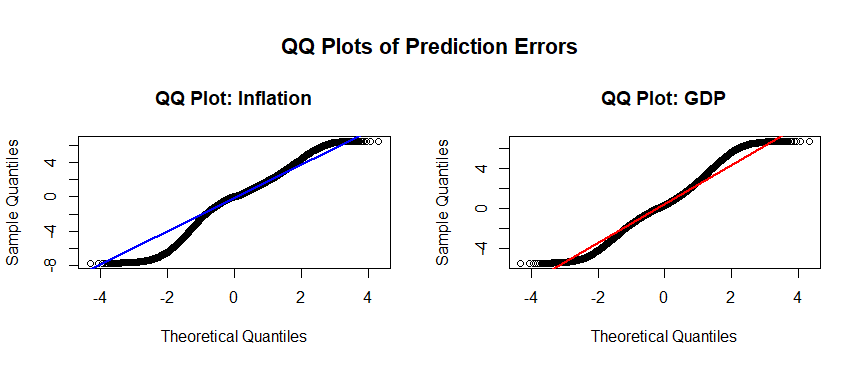 QQ Plots of Prediction Errors
QQ Plot: Inflation
Sample Quantiles
4
0
-4
-8
-4
-2
0
2
4
Theoretical Quantiles
QQ Plot: GDP
Sample Quantiles
4
0
-4
-4
-2
0
2
4
Theoretical Quantiles